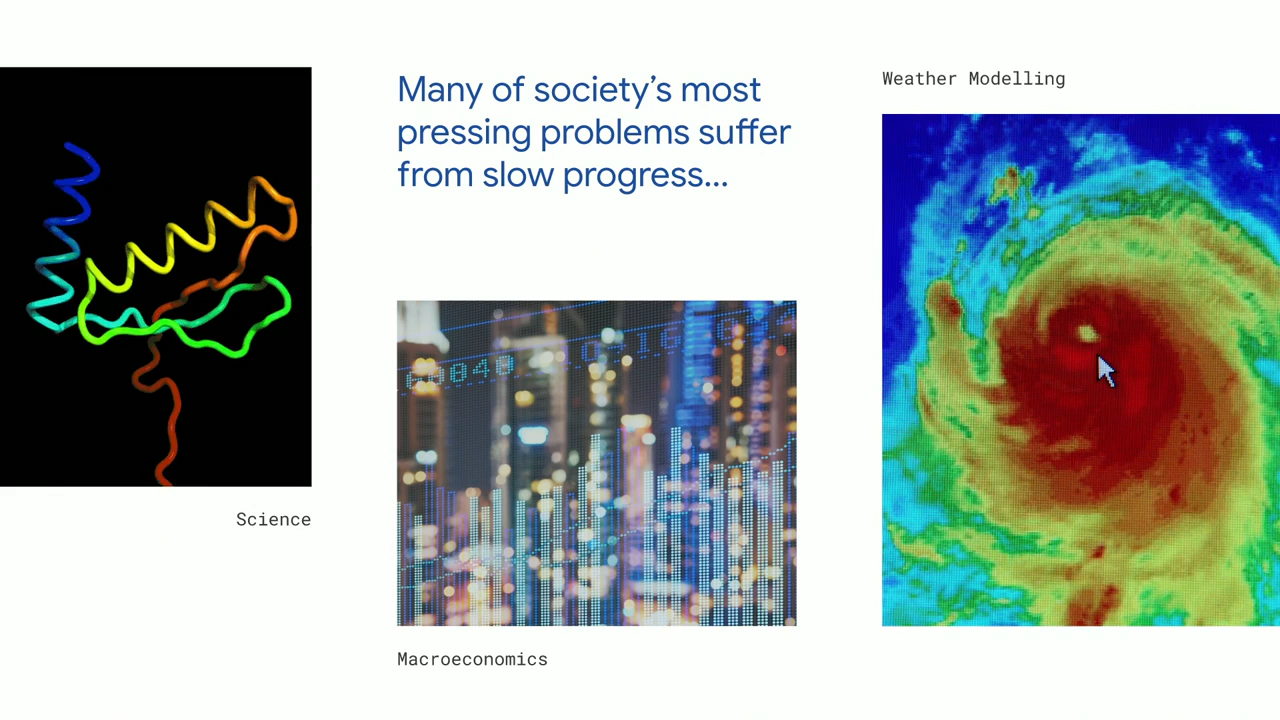 Many of society’s most
pressing problems suffer
from slow progress...
Weather Modelling
Science
Macroeconomics